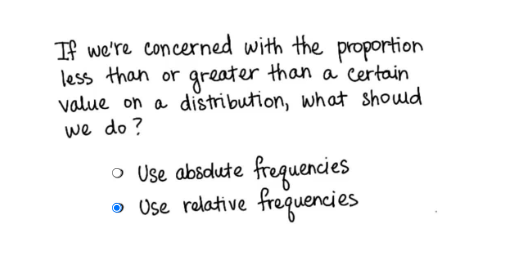 If we're concerned with the proportion
less than or greater than a certain
value on a distribution, what should
we do?
Use absolute frequencies
Use relative frequencies